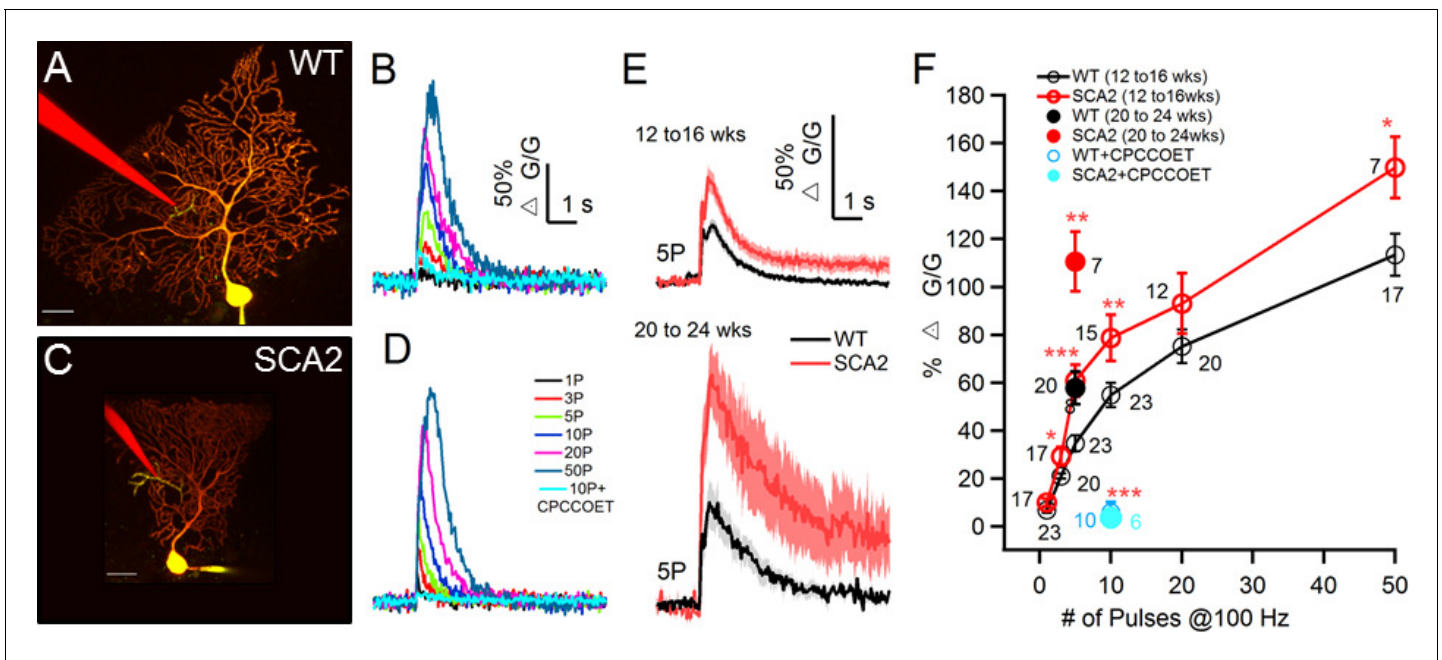 A
WT
B
50%
△ G/G
1 s
C
SCA2
D
1P
3P
5P
10P
20P
50P
10P+
CPCCOET
E
12 to16 wks
50%
△ G/G
1 s
5P
20 to 24 wks
WT
SCA2
5P
F
WT (12 to16 wks)
SCA2 (12 to16wks)
WT (20 to 24 wks)
SCA2 (20 to 24wks)
WT+CPCCOET
SCA2+CPCCOET
% △ G/G
180
160
140
120
100
80
60
40
20
0
*
7
17
**
7
**
15
12
20
***
20
8
23
23
*
17
20
17
23
***
10
6
0 10 20 30 40 50
# of Pulses @100 Hz